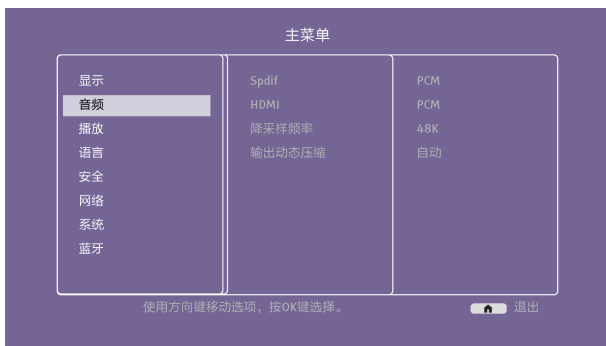 主菜单
显示
音频
播放
语言
安全
网络
系统
蓝牙
Spdif
HDMI
降采样频率
输出动态压缩
PCM
PCM
48K
自动
使用方向键移动选项，按OK键选择。
退出